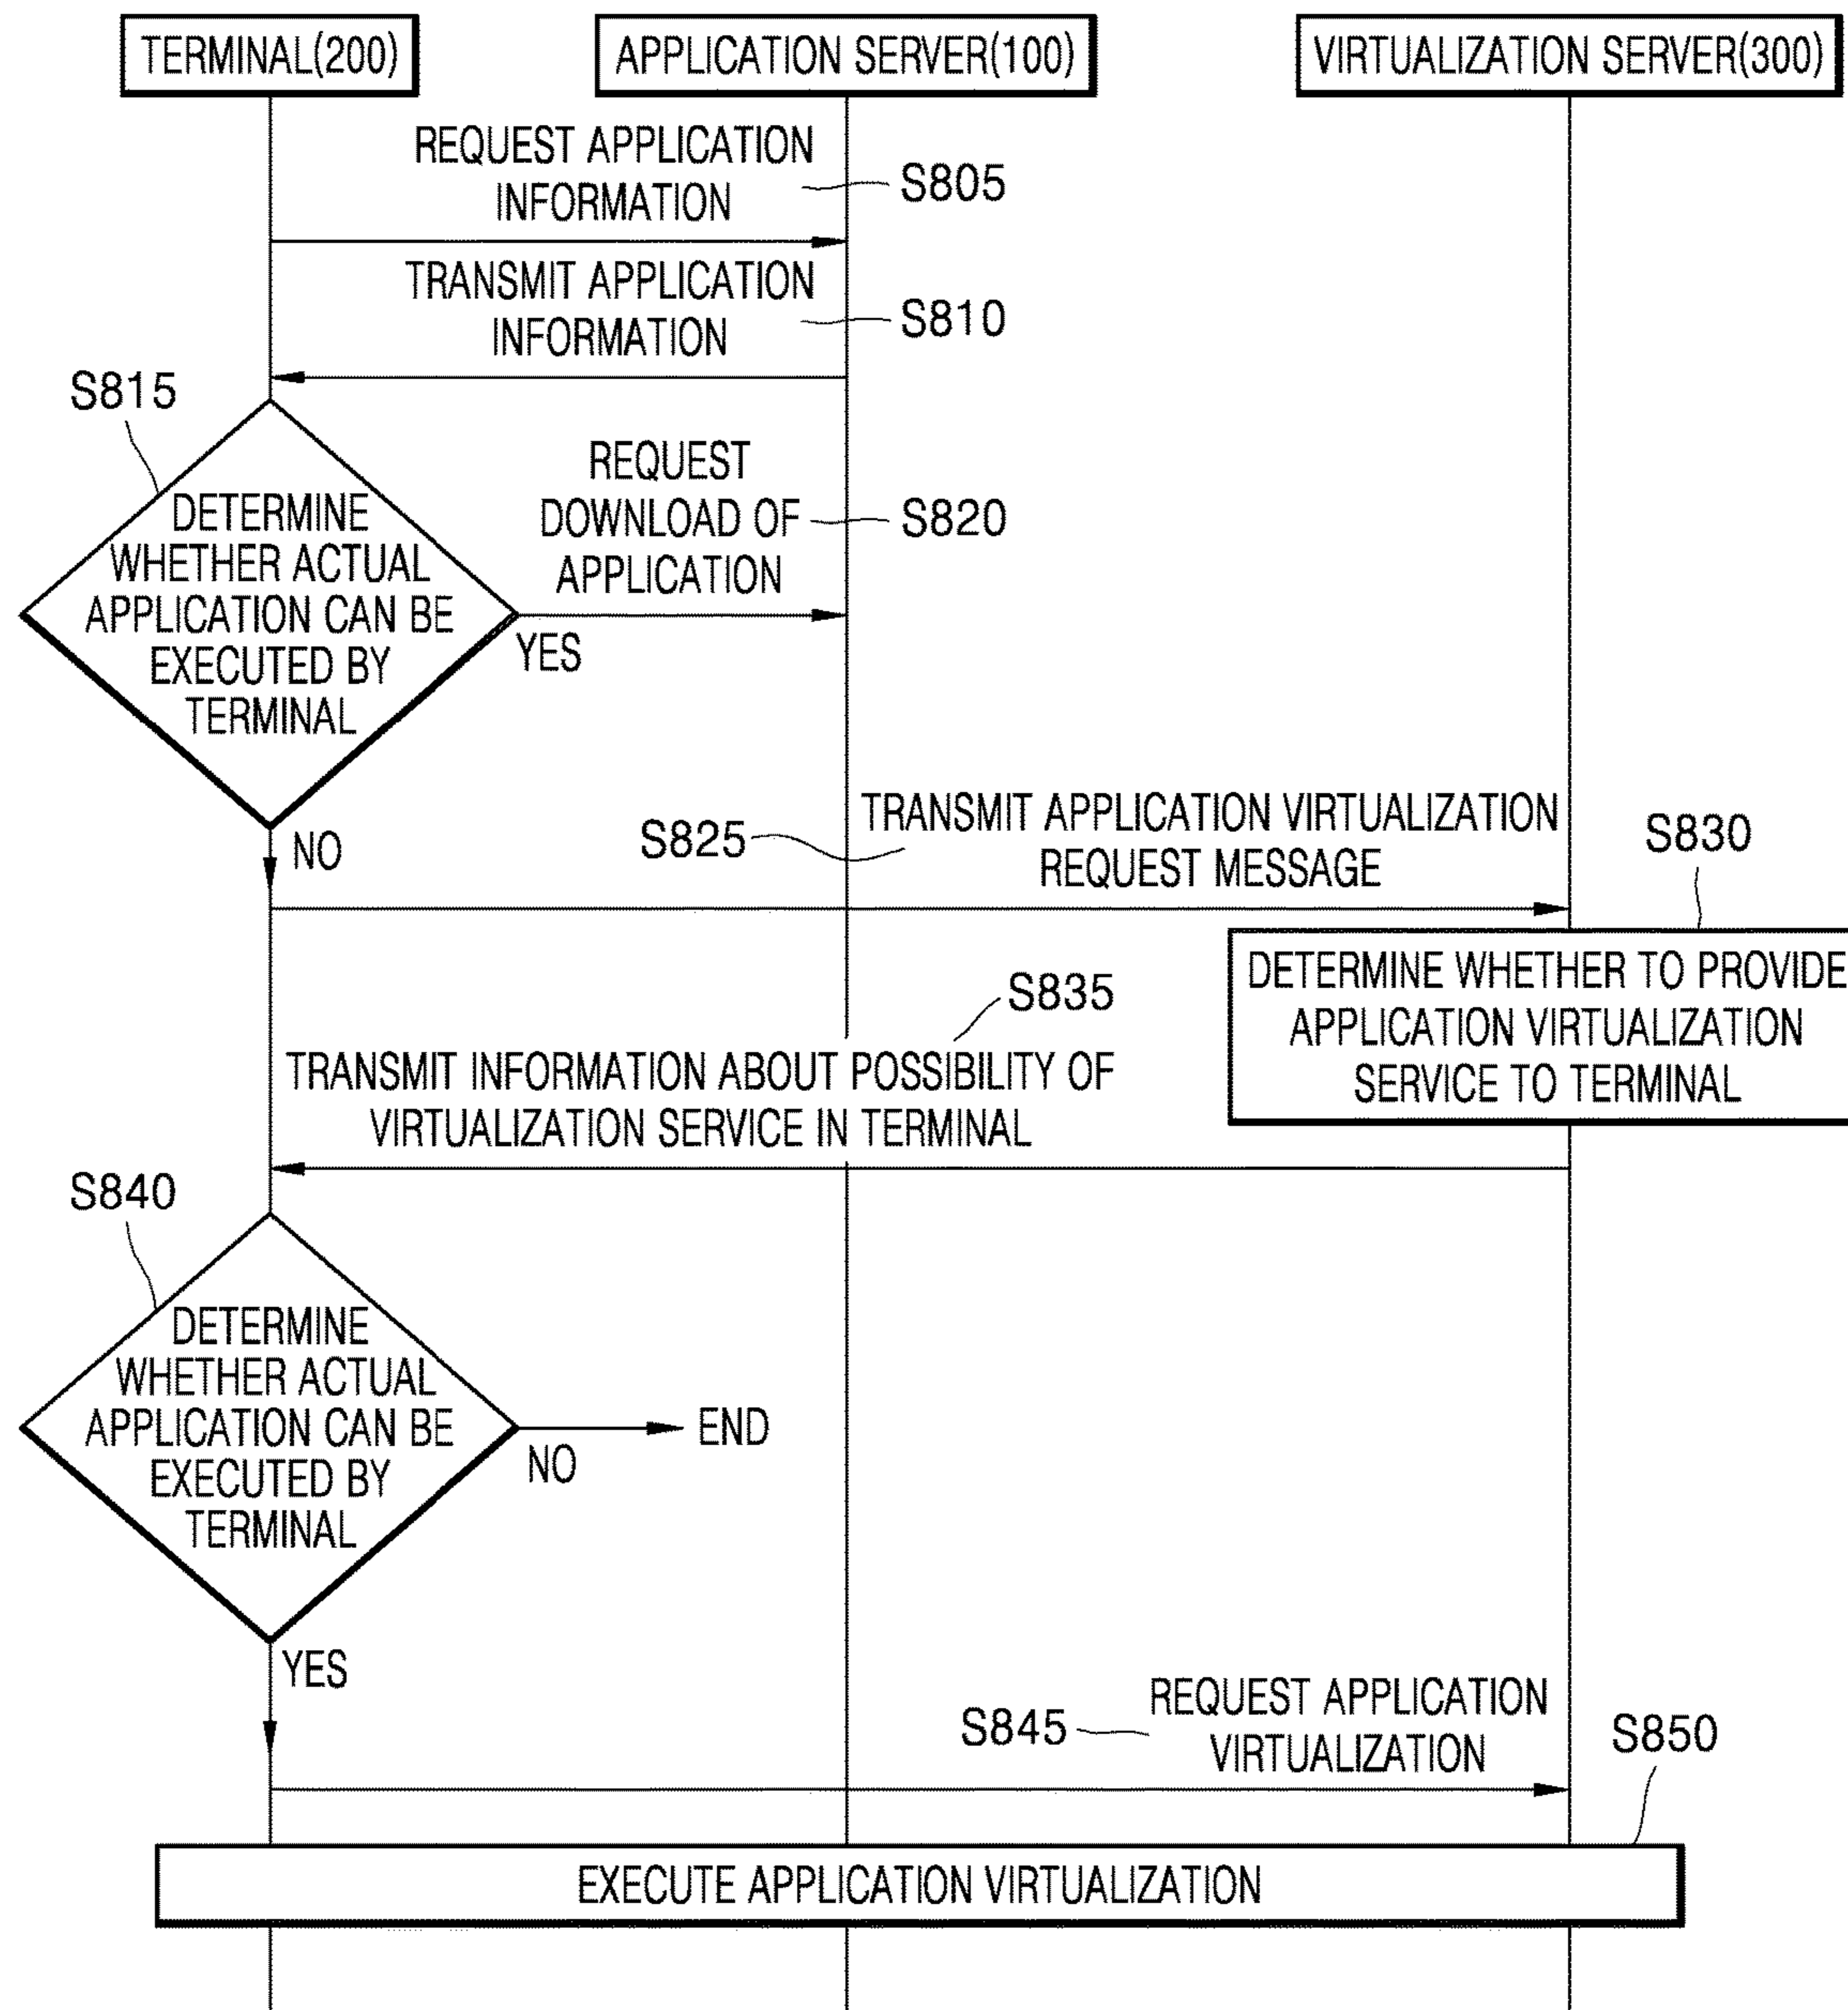 TERMINAL(200)
APPLICATION SERVER(100)
VIRTUALIZATION SERVER(300)
REQUEST APPLICATION
INFORMATION
S805
TRANSMIT APPLICATION
INFORMATION
S810
S815
DETERMINE
WHETHER ACTUAL
APPLICATION CAN BE
EXECUTED BY
TERMINAL
REQUEST
DOWNLOAD OF
APPLICATION
S820
YES
NO
S825
TRANSMIT APPLICATION VIRTUALIZATION
REQUEST MESSAGE
S830
DETERMINE WHETHER TO PROVIDE
APPLICATION VIRTUALIZATION
SERVICE TO TERMINAL
S835
TRANSMIT INFORMATION ABOUT POSSIBILITY OF
VIRTUALIZATION SERVICE IN TERMINAL
S840
DETERMINE
WHETHER ACTUAL
APPLICATION CAN BE
EXECUTED BY
TERMINAL
NO
END
YES
S845
REQUEST APPLICATION
VIRTUALIZATION
S850
EXECUTE APPLICATION VIRTUALIZATION